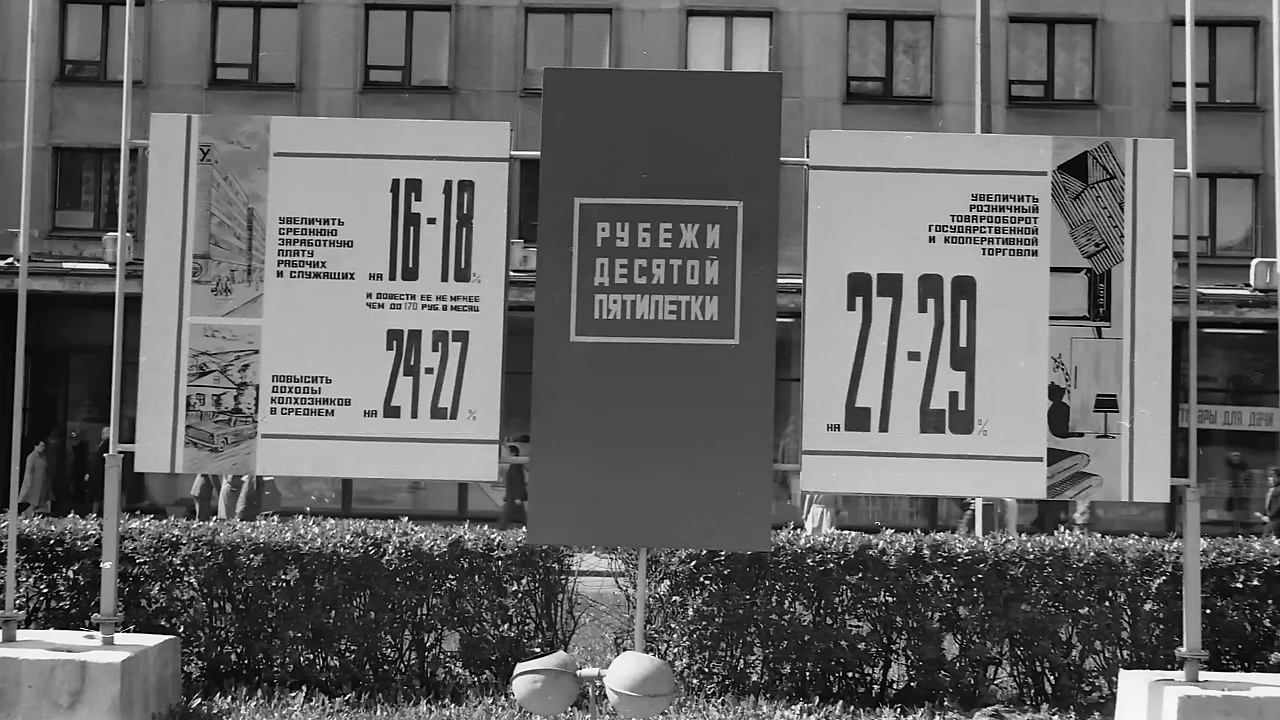 У
УВЕЛИЧИТЬ
СРЕДНЮЮ
ЗАРАБОТНУЮ
ПЛАТУ
РАБОЧИХ
И СЛУЖАЩИХ НА 16-18 %
И ДОВЕСТИ ЕЕ НЕ МЕНЕЕ
ЧЕМ ДО 170 РУБ. В МЕСЯЦ
ПОВЫСИТЬ
ДОХОДЫ
КОЛХОЗНИКОВ
В СРЕДНЕМ НА 24-27 %
РУБЕЖИ
ДЕСЯТОЙ
ПЯТИЛЕТКИ
УВЕЛИЧИТЬ
РОЗНИЧНЫЙ
ТОВАРООБОРОТ
ГОСУДАРСТВЕННОЙ
И КООПЕРАТИВНОЙ
ТОРГОВЛИ
НА 27-29 %
ТОВАРЫ ДЛЯ ДАЧИ